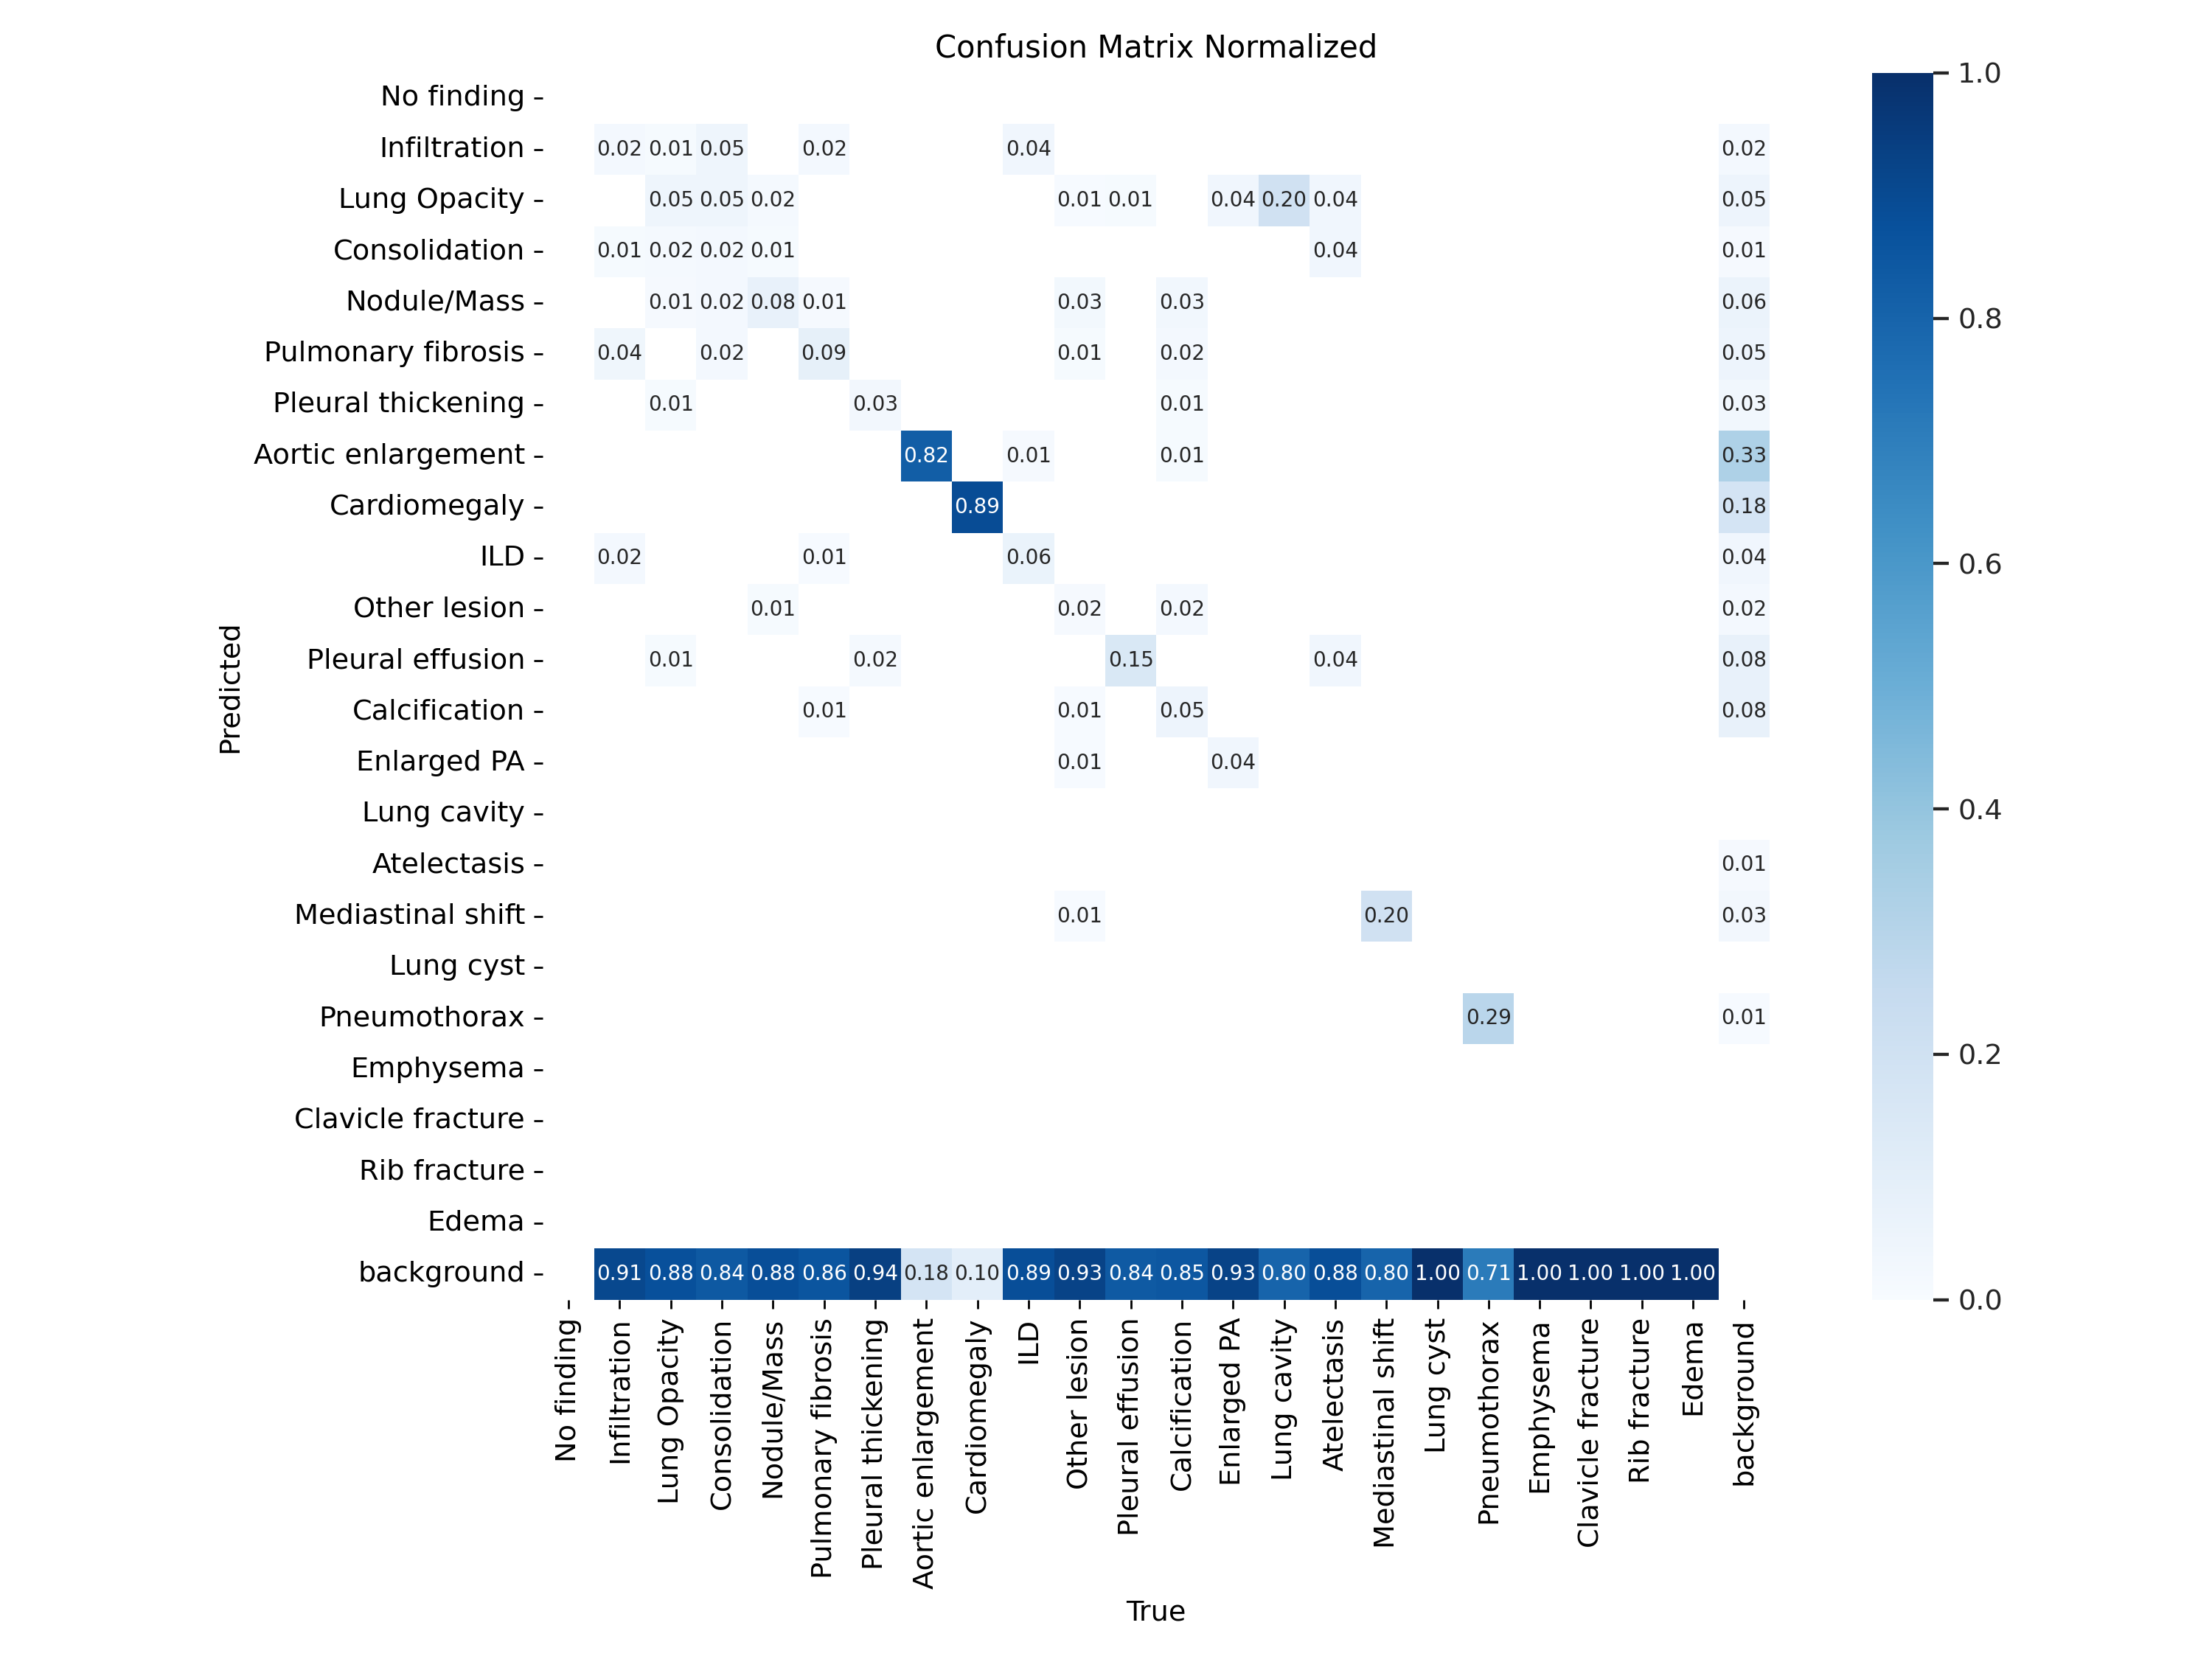 Confusion Matrix Normalized
No finding
Infiltration 0.02 0.01 0.05 0.02 0.04 0.02
Lung Opacity 0.05 0.05 0.02 0.01 0.01 0.04 0.20 0.04 0.05
Consolidation 0.01 0.02 0.02 0.01 0.04 0.01
Nodule/Mass 0.01 0.02 0.08 0.01 0.03 0.03 0.06
Pulmonary fibrosis 0.04 0.02 0.09 0.01 0.02 0.05
Pleural thickening 0.01 0.03 0.01 0.03
Aortic enlargement 0.82 0.01 0.01 0.33
Cardiomegaly 0.89 0.18
ILD 0.02 0.01 0.06 0.04
Other lesion 0.01 0.02 0.02 0.02
Pleural effusion 0.01 0.02 0.15 0.04 0.08
Calcification 0.01 0.01 0.05 0.08
Enlarged PA 0.01 0.04
Lung cavity
Atelectasis 0.01
Mediastinal shift 0.01 0.20 0.03
Lung cyst
Pneumothorax 0.29 0.01
Emphysema
Clavicle fracture
Rib fracture
Edema
background 0.91 0.88 0.84 0.88 0.86 0.94 0.18 0.10 0.89 0.93 0.84 0.85 0.93 0.80 0.88 0.80 1.00 0.71 1.00 1.00 1.00 1.00
Predicted
No finding
Infiltration
Lung Opacity
Consolidation
Nodule/Mass
Pulmonary fibrosis
Pleural thickening
Aortic enlargement
Cardiomegaly
ILD
Other lesion
Pleural effusion
Calcification
Enlarged PA
Lung cavity
Atelectasis
Mediastinal shift
Lung cyst
Pneumothorax
Emphysema
Clavicle fracture
Rib fracture
Edema
background
True
1.0
0.8
0.6
0.4
0.2
0.0